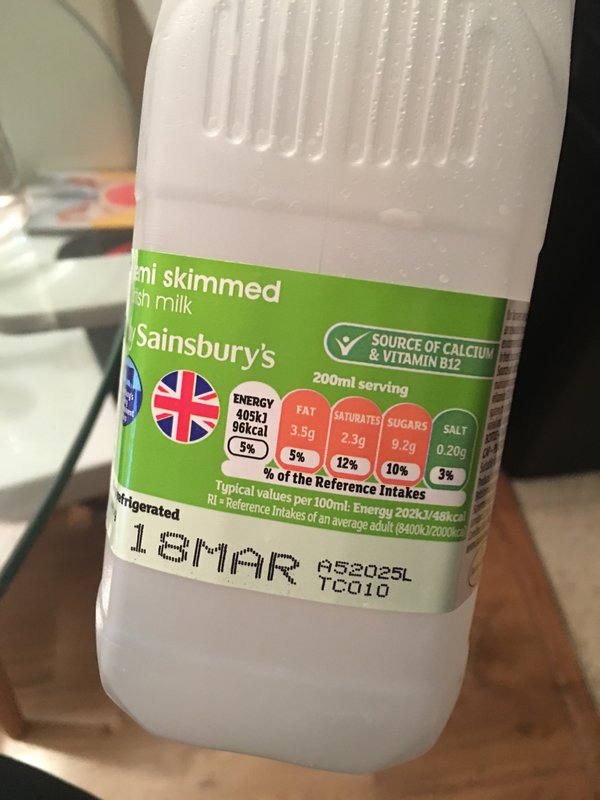 emi skimmed
milk
Sainsbury's
SOURCE OF CALCIUM
& VITAMIN B12
200ml serving
ENERGY
405kJ
96kcal
5%
FAT
3.5g
5%
SATURATES
2.3g
12%
SUGARS
9.2g
10%
SALT
0.20g
3%
% of the Reference Intakes
Typical values per 100ml: Energy 202kJ/48kcal
RI = Reference Intakes of an average adult (8400kJ/2000kcal
refrigerated
18MAR
A52025L
TC010